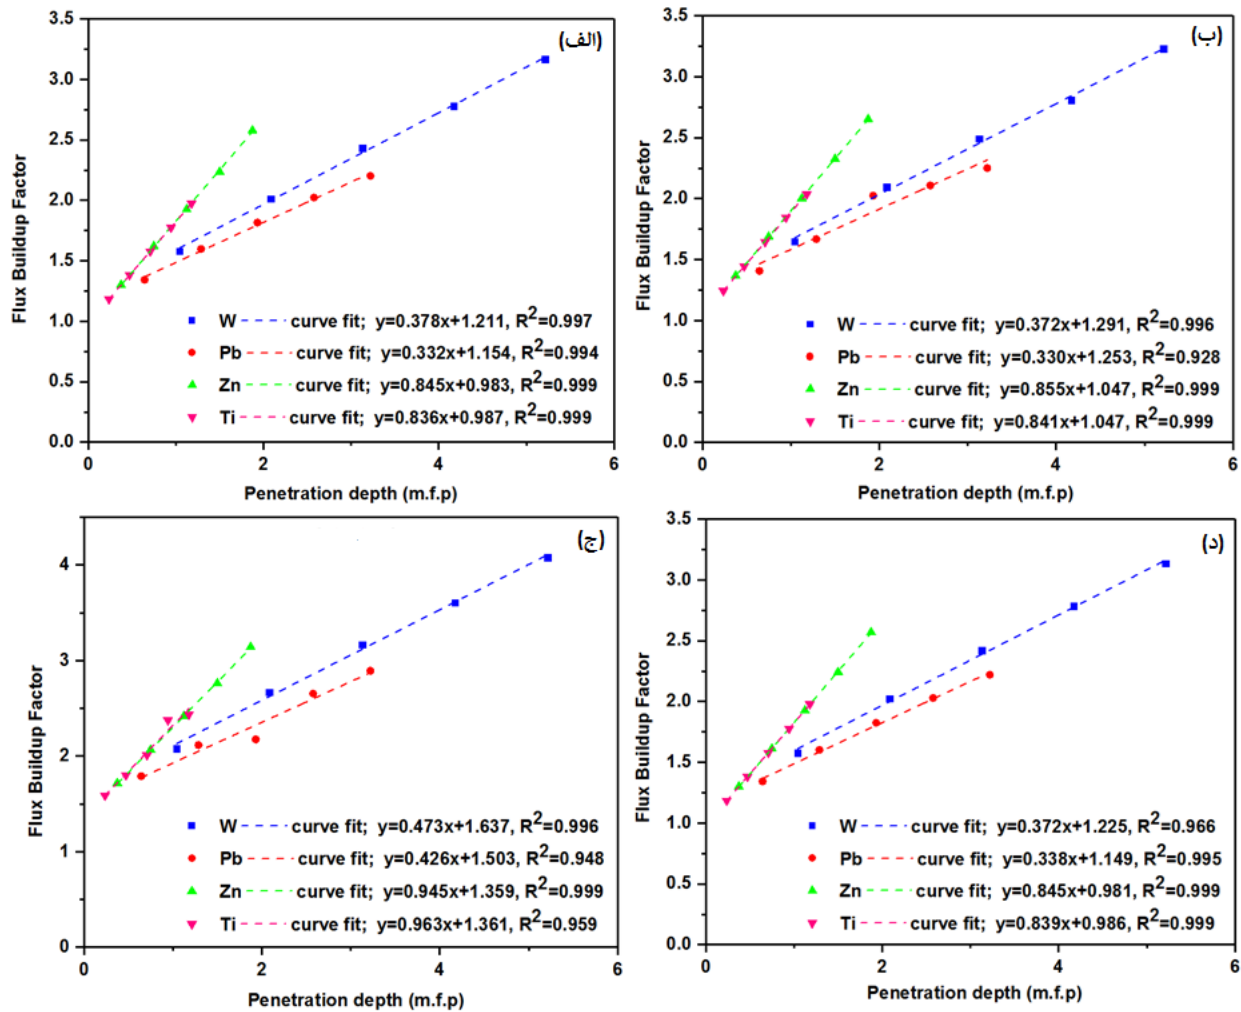 (الف)
3.5
3.0
2.5
2.0
1.5
1.0
0.5
0.0
Flux Buildup Factor
W curve fit; y=0.378x+1.211, R²=0.997
Pb curve fit; y=0.332x+1.154, R²=0.994
Zn curve fit; y=0.845x+0.983, R²=0.999
Ti curve fit; y=0.836x+0.987, R²=0.999
0 2 4 6
Penetration depth (m.f.p)
(ب)
3.5
3.0
2.5
2.0
1.5
1.0
0.5
0.0
Flux Buildup Factor
W curve fit; y=0.372x+1.291, R²=0.996
Pb curve fit; y=0.330x+1.253, R²=0.928
Zn curve fit; y=0.855x+1.047, R²=0.999
Ti curve fit; y=0.841x+1.047, R²=0.999
0 2 4 6
Penetration depth (m.f.p)
(ج)
4
3
2
1
0
Flux Buildup Factor
W curve fit; y=0.473x+1.637, R²=0.996
Pb curve fit; y=0.426x+1.503, R²=0.948
Zn curve fit; y=0.945x+1.359, R²=0.999
Ti curve fit; y=0.963x+1.361, R²=0.959
0 2 4 6
Penetration depth (m.f.p)
(د)
3.5
3.0
2.5
2.0
1.5
1.0
0.5
0.0
Flux Buildup Factor
W curve fit; y=0.372x+1.225, R²=0.966
Pb curve fit; y=0.338x+1.149, R²=0.995
Zn curve fit; y=0.845x+0.981, R²=0.999
Ti curve fit; y=0.839x+0.986, R²=0.999
0 2 4 6
Penetration depth (m.f.p)